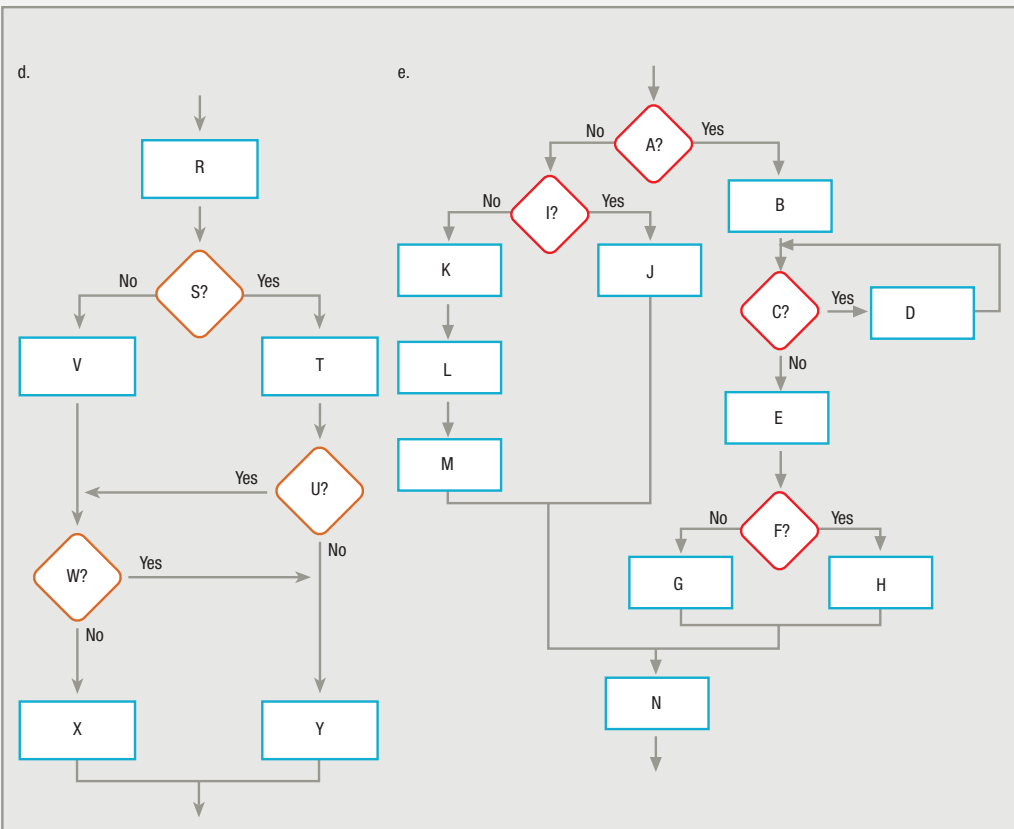 d.
R
S?
No
Yes
V
T
U?
Yes
No
W?
Yes
No
X
Y
e.
A?
No
Yes
I?
No
Yes
K
J
L
M
B
C?
Yes
D
No
E
F?
No
Yes
G
H
N